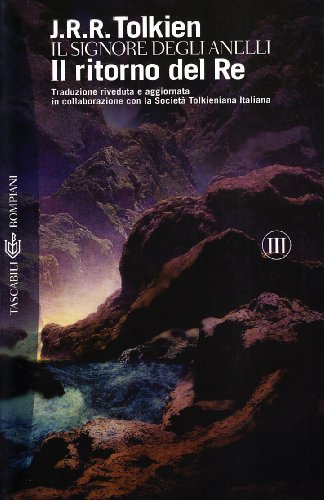 J.R.R. Tolkien
IL SIGNORE DEGLI ANELLI
Il ritorno del Re
Traduzione riveduta e aggiornata
in collaborazione con la Società Tolkieniana Italiana
III
TASCABILI BOMPIANI